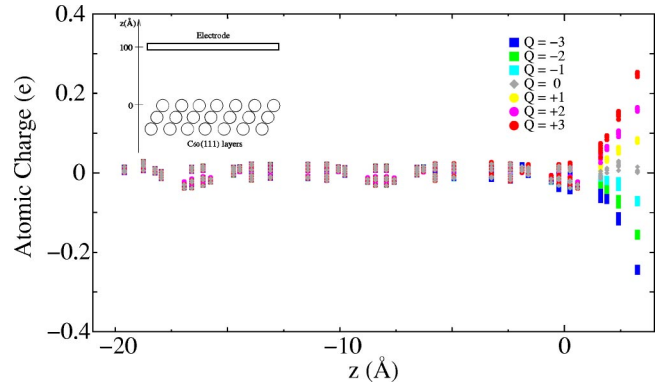 z(Å)
Electrode
100
0
C₆₀(111) layers
Q = −3
Q = −2
Q = −1
Q = 0
Q = +1
Q = +2
Q = +3
0.4
0.2
0
−0.2
−0.4
Atomic Charge (e)
−20
−10
0
z (Å)